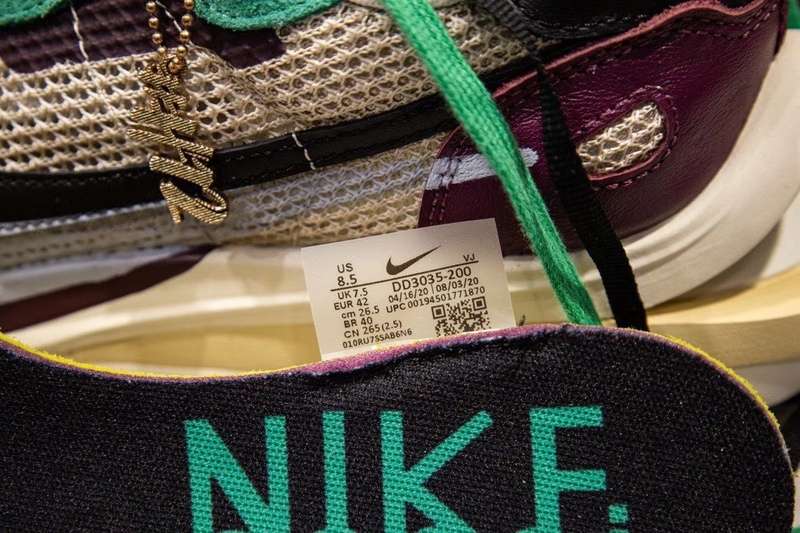 US
8.5
VJ
DD3035-200
UK 7.5
04/16/20 08/03/20
EUR 42
UPC 00194501771870
cm 26.5
BR 40
CN 265(2.5)
NIKE